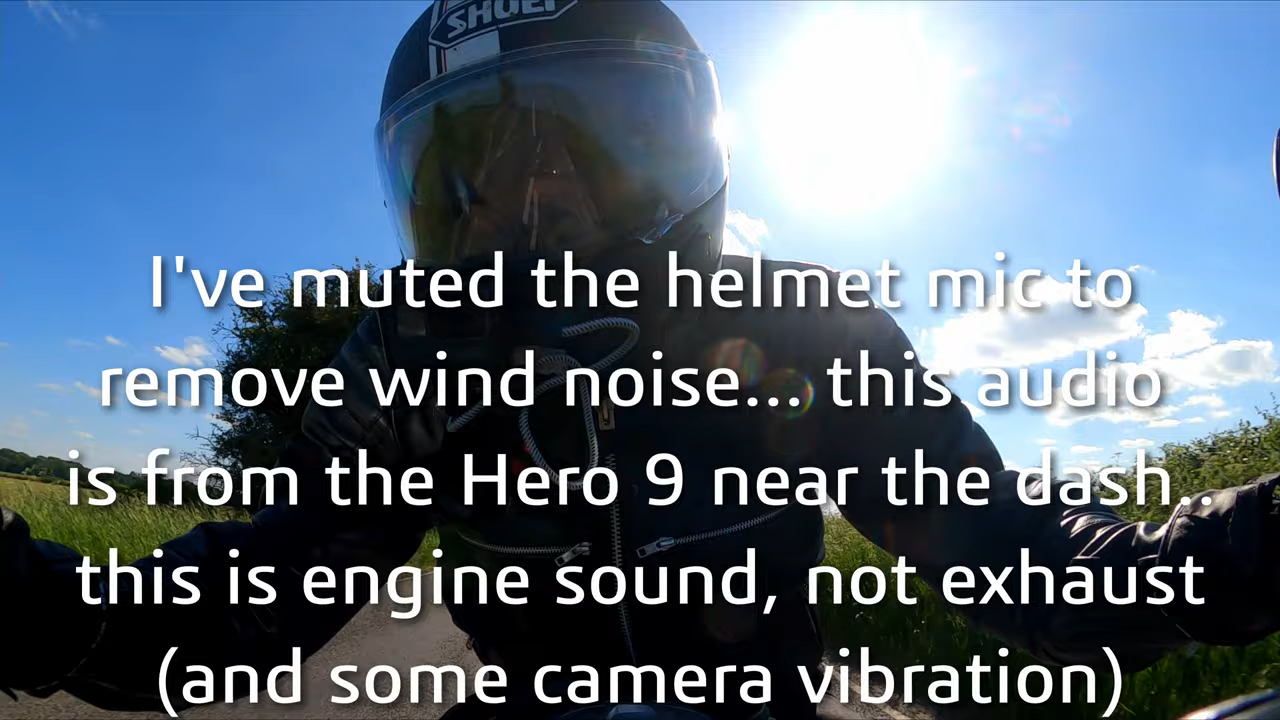 SHOEI
I've muted the helmet mic to
remove wind noise... this audio
is from the Hero 9 near the dash..
this is engine sound, not exhaust
(and some camera vibration)